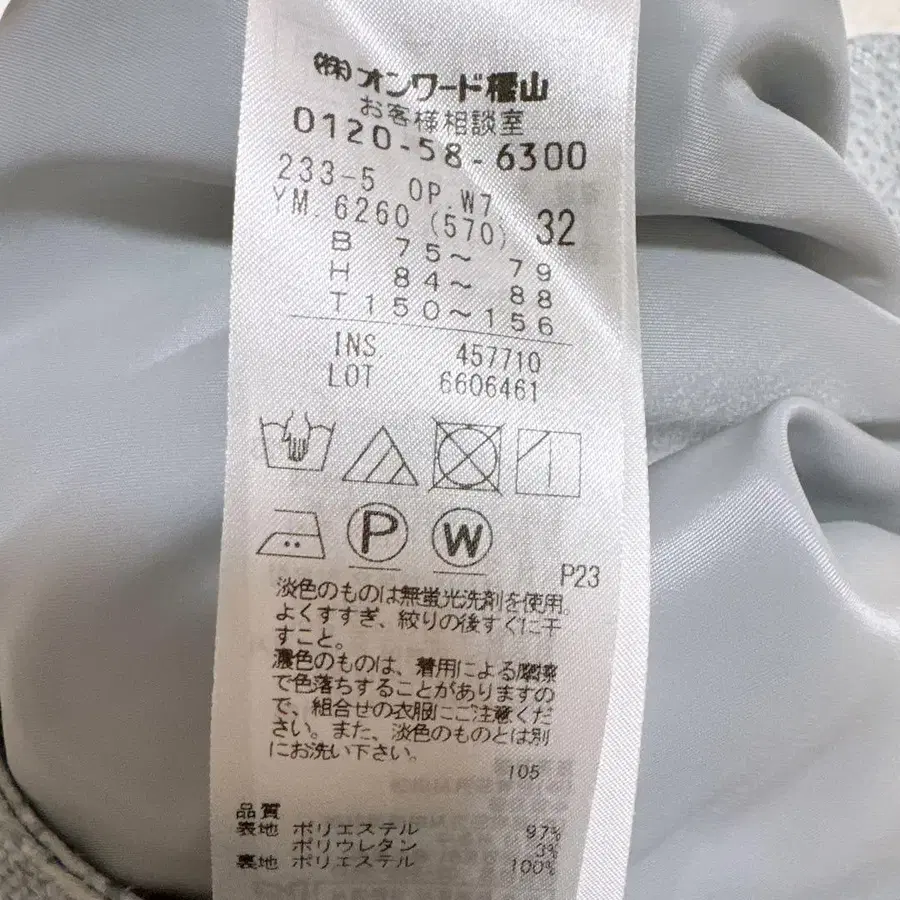 ㈱オンワード樫山
お客様相談室
0120-58-6300
233-5 OP.W7
YM.6260 (570) 32
B 75～ 79
H 84～ 88
T 150～156
INS. 457710
LOT 6606461
P
W
P23
淡色のものは無蛍光洗剤を使用。
よくすすぎ、絞りの後すぐに干
すこと。
濃色のものは、着用による摩擦
で色落ちすることがありますの
で、組合せの衣服にご注意くだ
さい。また、淡色のものとは別
にお洗い下さい。
105
品質
表地 ポリエステル 97%
ポリウレタン 3%
裏地 ポリエステル 100%